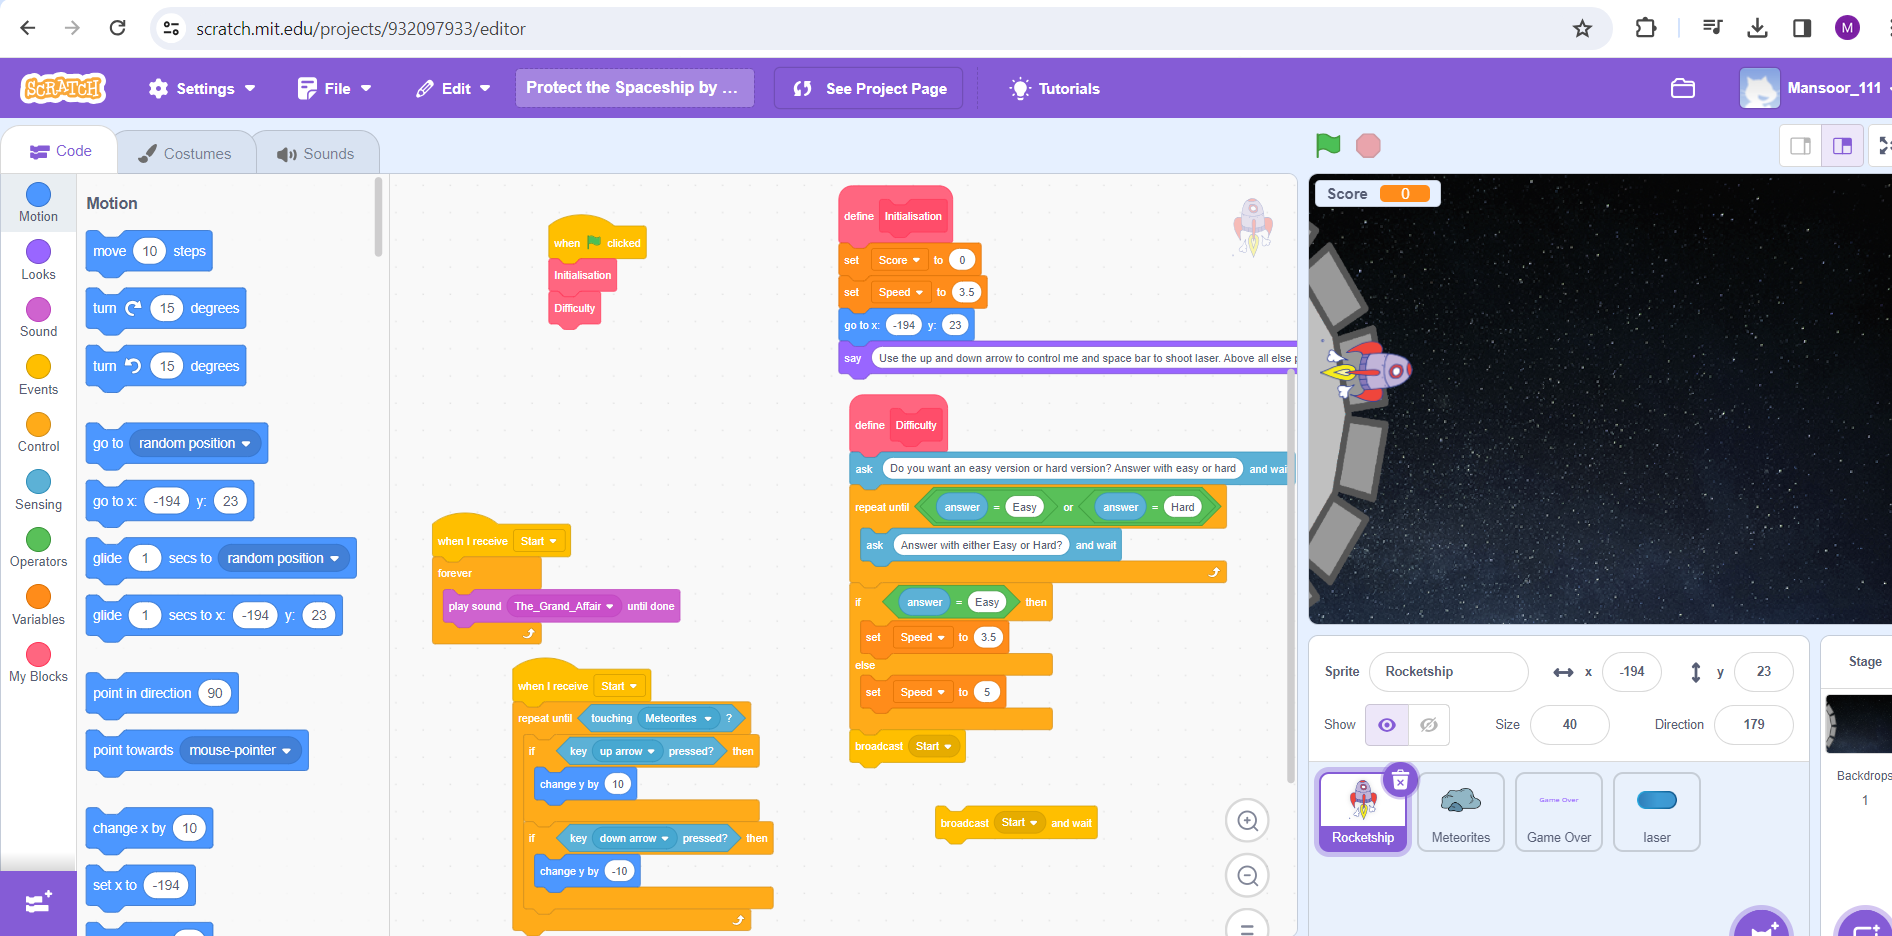 scratch.mit.edu/projects/932097933/editor
M
SCRATCH
Settings
File
Edit
Protect the Spaceship by ...
See Project Page
Tutorials
Mansoor_111
Code
Costumes
Sounds
Motion
Looks
Sound
Events
Control
Sensing
Operators
Variables
My Blocks
Motion
move 10 steps
turn 15 degrees
turn 15 degrees
go to random position
go to x: -194 y: 23
glide 1 secs to random position
glide 1 secs to x: -194 y: 23
point in direction 90
point towards mouse-pointer
change x by 10
set x to -194
when clicked
Initialisation
Difficulty
when I receive Start
forever
play sound The_Grand_Affair until done
when I receive Start
repeat until touching Meteorites ?
if key up arrow pressed? then
change y by 10
if key down arrow pressed? then
change y by -10
define Initialisation
set Score to 0
set Speed to 3.5
go to x: -194 y: 23
say Use the up and down arrow to control me and space bar to shoot laser. Above all else
define Difficulty
ask Do you want an easy version or hard version? Answer with easy or hard and wai
repeat until answer = Easy or answer = Hard
ask Answer with either Easy or Hard? and wait
if answer = Easy then
set Speed to 3.5
else
set Speed to 5
broadcast Start
broadcast Start and wait
Score 0
Sprite Rocketship x -194 y 23
Show Size 40 Direction 179
Rocketship
Meteorites
Game Over
Game Over
laser
Stage
Backdrops
1